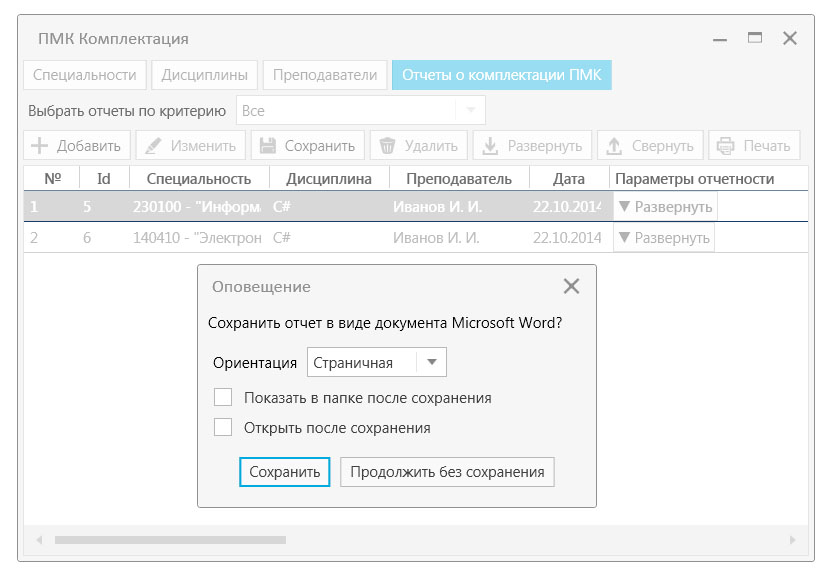 ПМК Комплектация
Специальности Дисциплины Преподаватели Отчеты о комплектации ПМК
Выбрать отчеты по критерию Все
Добавить Изменить Сохранить Удалить Развернуть Свернуть Печать
№ Id Специальность Дисциплина Преподаватель Дата Параметры отчетности
1 5 230100 - "Информа C# Иванов И. И. 22.10.2014 Развернуть
2 6 140410 - "Электрон C# Иванов И. И. 22.10.2014 Развернуть
Оповещение
Сохранить отчет в виде документа Microsoft Word?
Ориентация Страничная
Показать в папке после сохранения
Открыть после сохранения
Сохранить Продолжить без сохранения